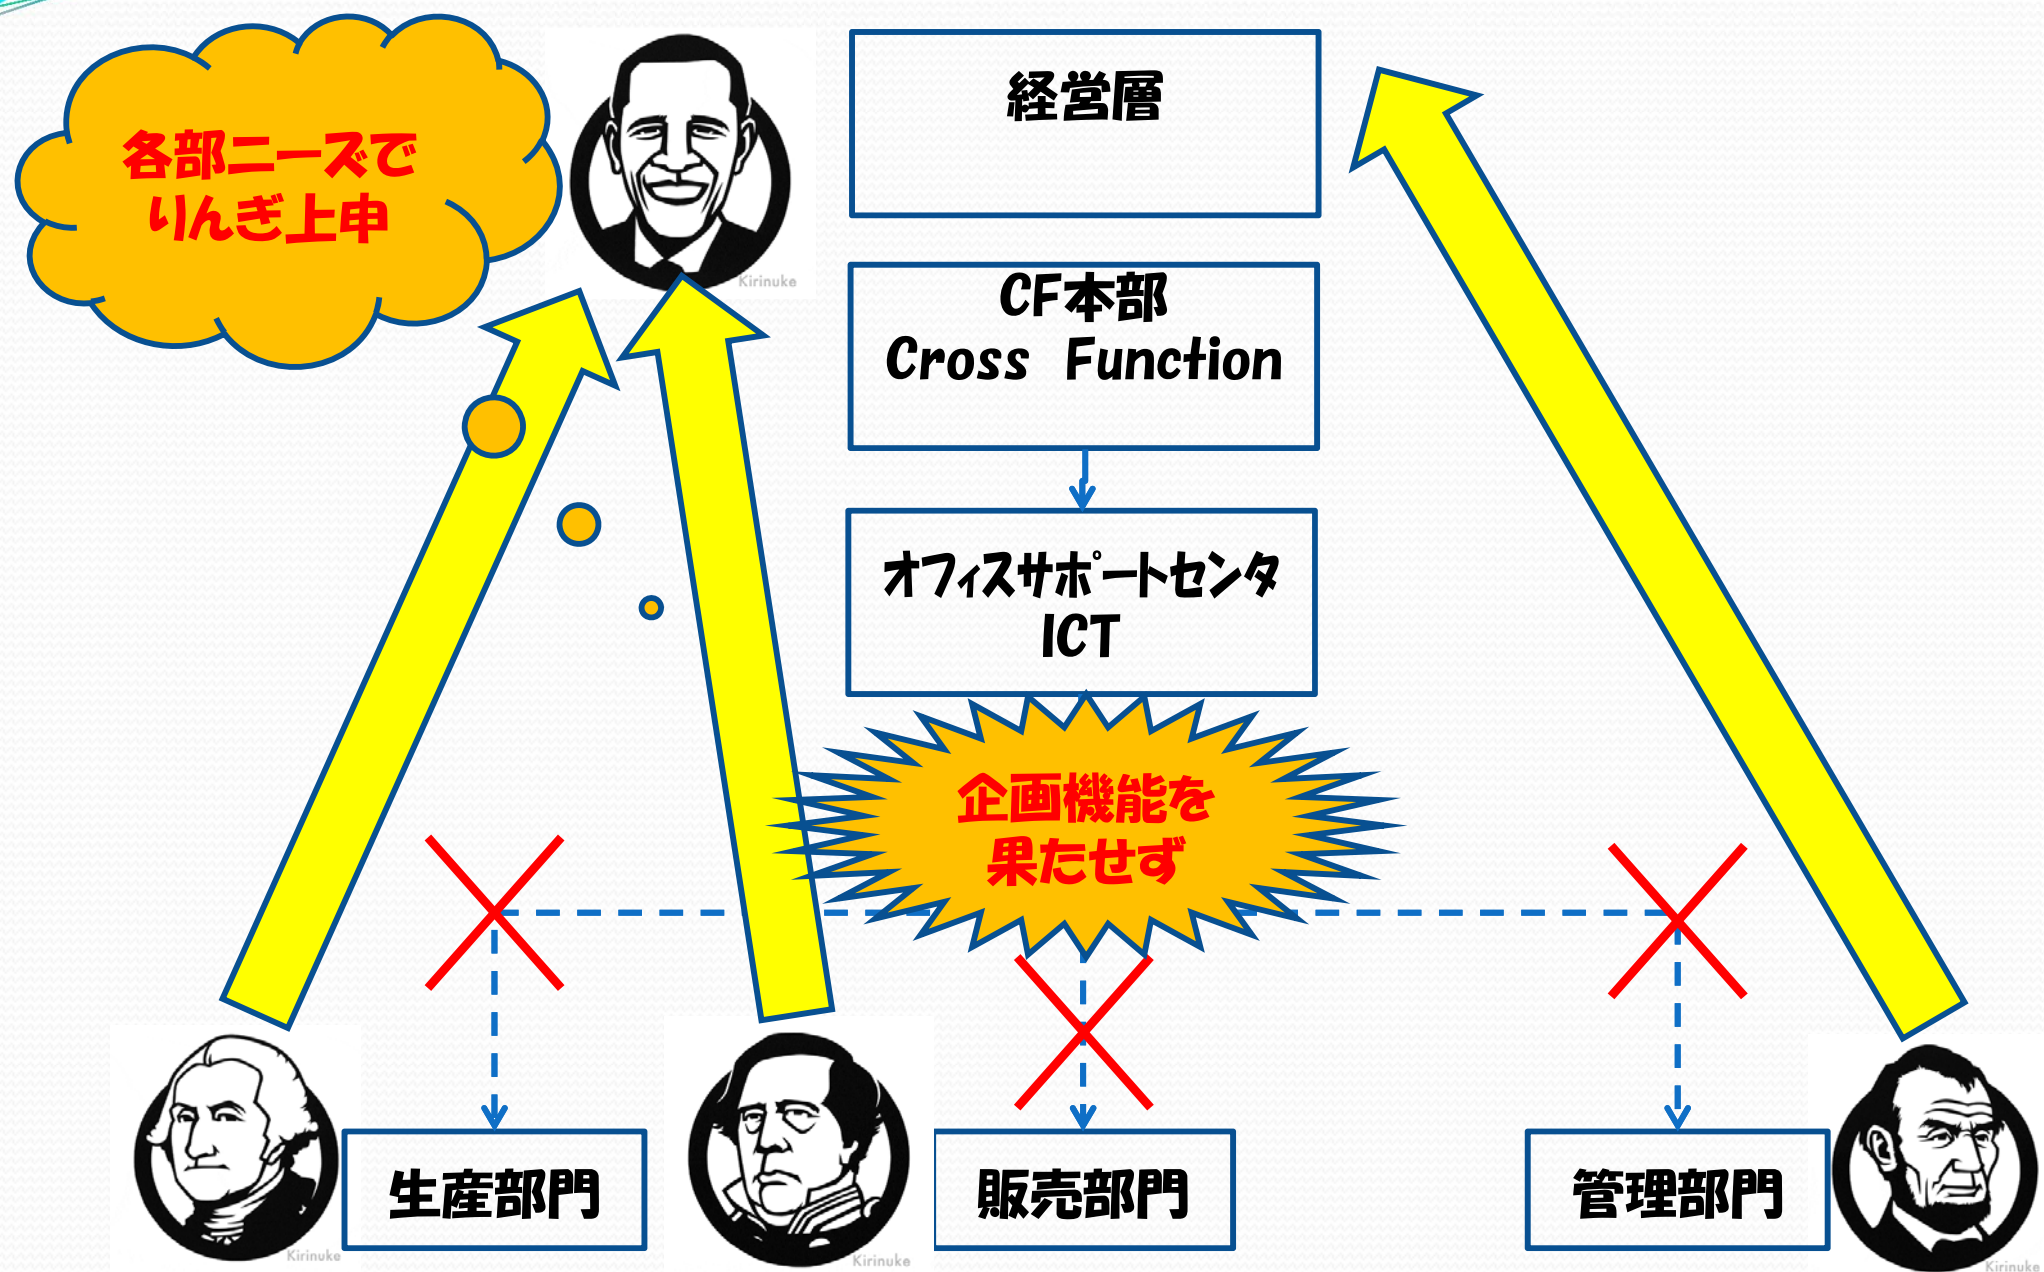 各部ニーズで
りんぎ上申
Kirinuke
経営層
CF本部
Cross Function
オフィスサポートセンタ
ICT
企画機能を
果たせず
生産部門
販売部門
管理部門
Kirinuke
Kirinuke
Kirinuke